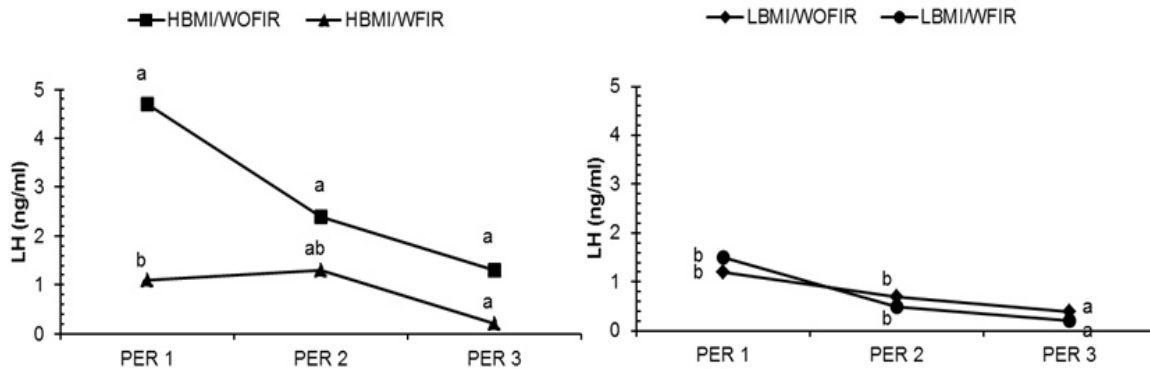 HBMI/WOFIR HBMI/WFIR
LH (ng/ml)
5
4
3
2
1
0
a
a
a
b
ab
a
PER 1 PER 2 PER 3
LBMI/WOFIR LBMI/WFIR
LH (ng/ml)
5
4
3
2
1
0
b
b
b
b
a
a
PER 1 PER 2 PER 3